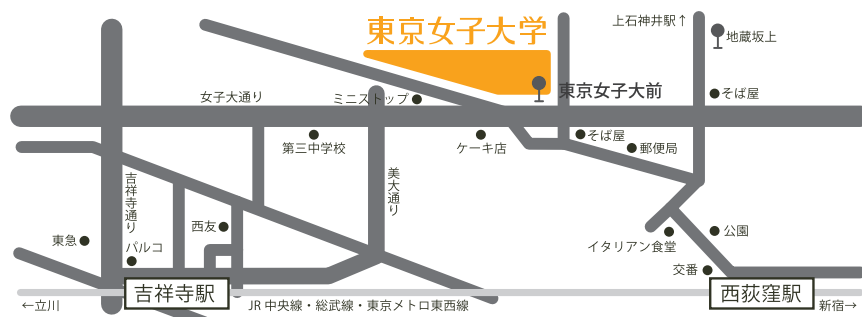 東京女子大学
上石神井駅↑
地蔵坂上
東京女子大前
そば屋
女子大通り
ミニストップ
第三中学校
ケーキ店
そば屋
郵便局
吉祥寺通り
美大通り
西友
東急
パルコ
イタリアン食堂
公園
交番
吉祥寺駅
西荻窪駅
←立川
JR 中央線・総武線・東京メトロ東西線
新宿→